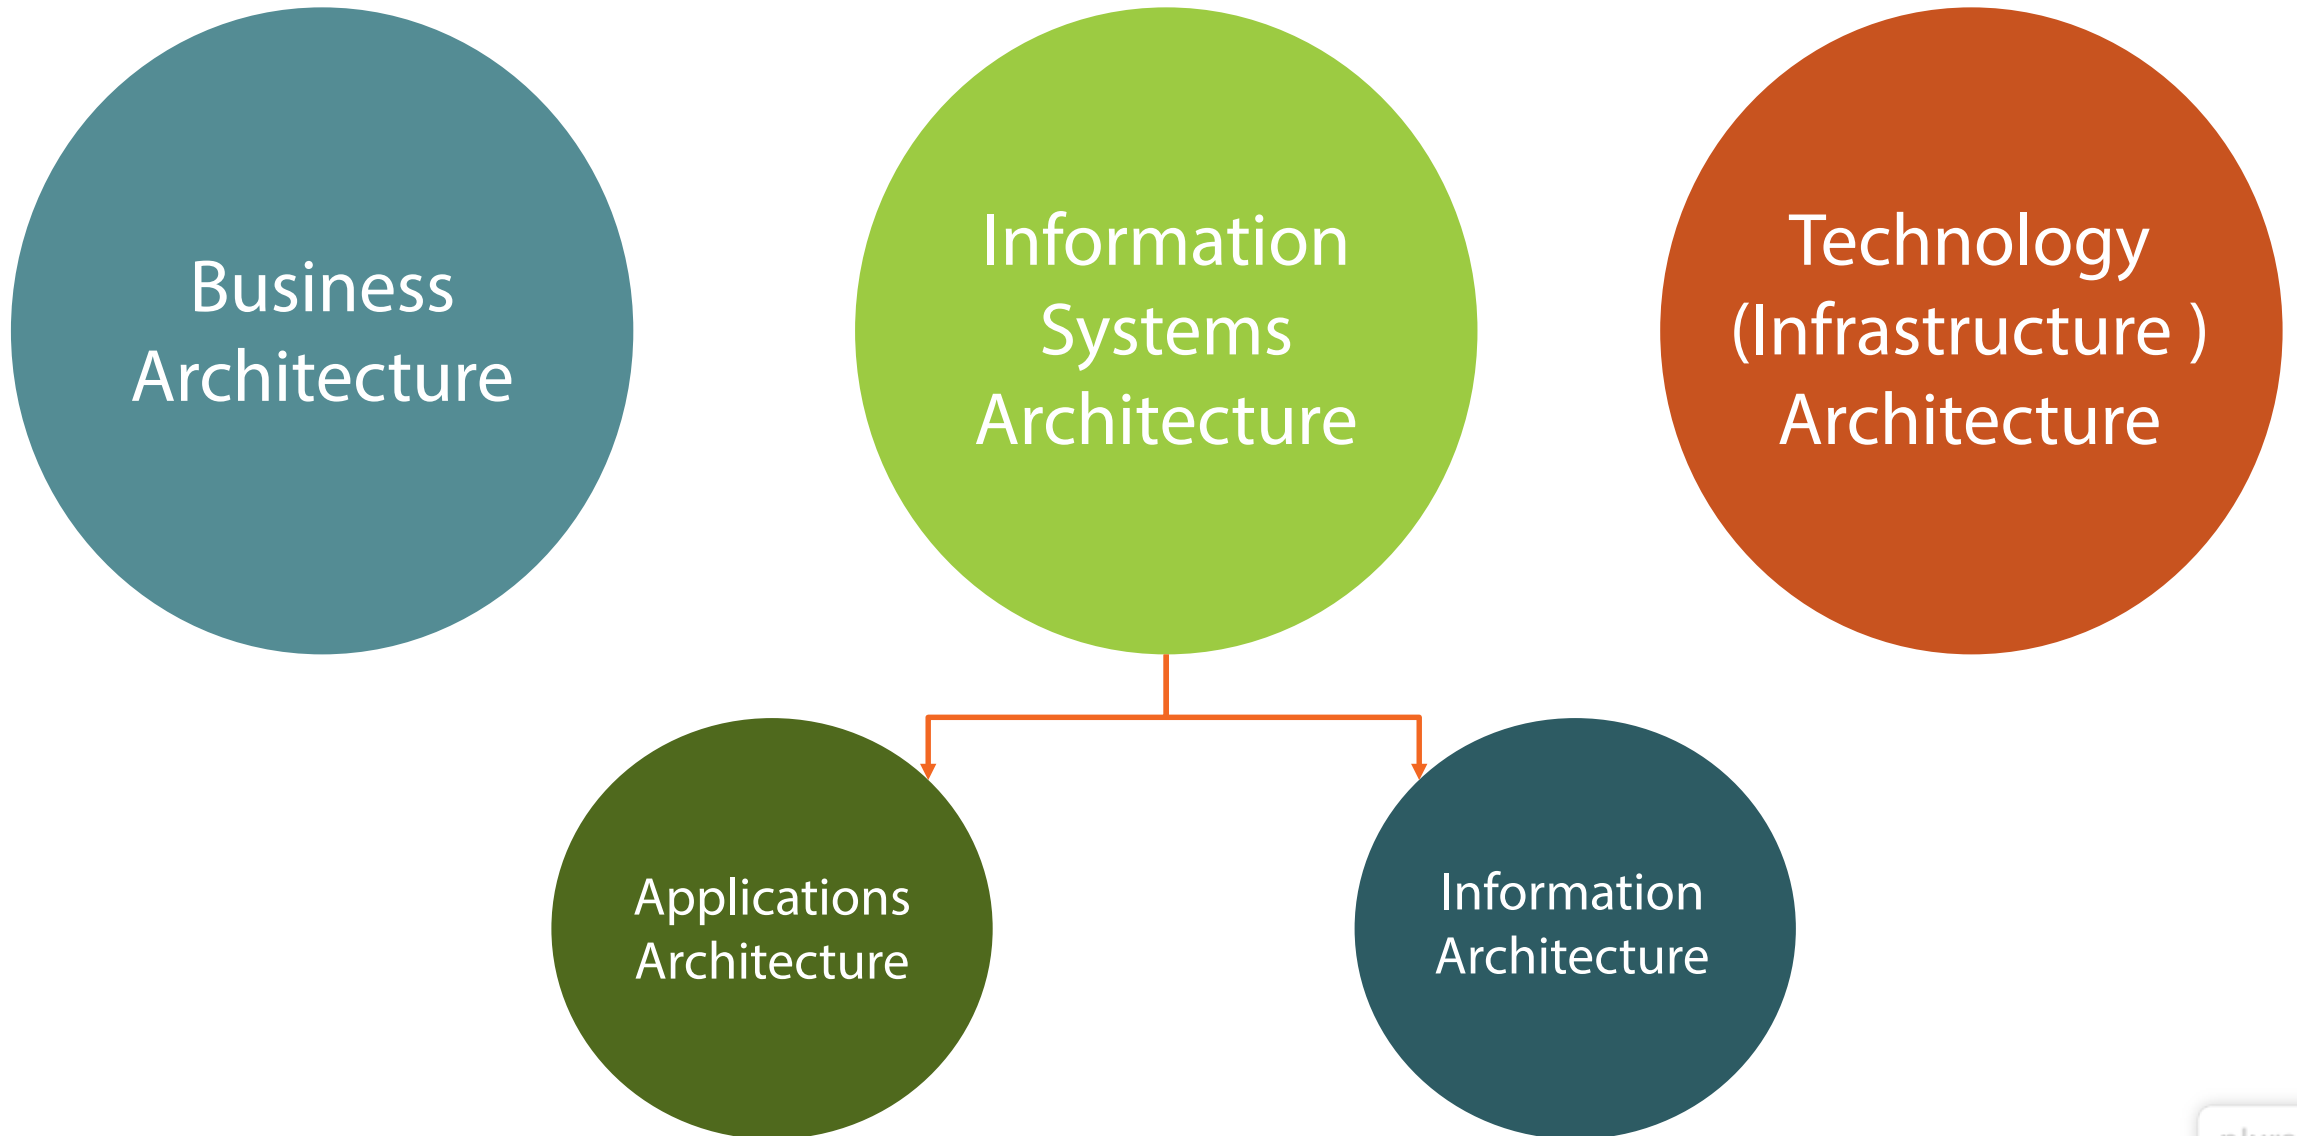 Business
Architecture
Information
Systems
Architecture
Technology
(Infrastructure )
Architecture
Applications
Architecture
Information
Architecture